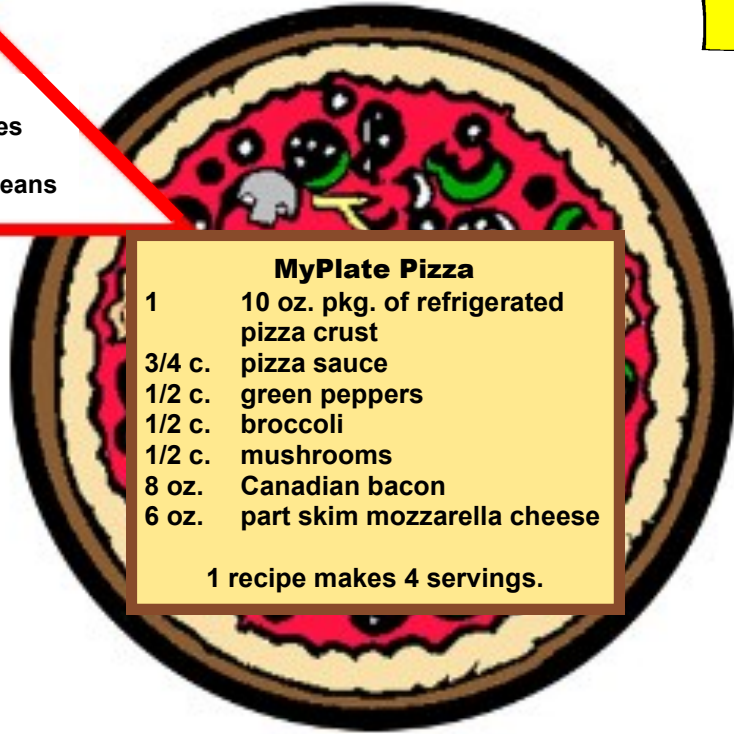 es
eans
MyPlate Pizza
1 10 oz. pkg. of refrigerated
pizza crust
3/4 c. pizza sauce
1/2 c. green peppers
1/2 c. broccoli
1/2 c. mushrooms
8 oz. Canadian bacon
6 oz. part skim mozzarella cheese
1 recipe makes 4 servings.